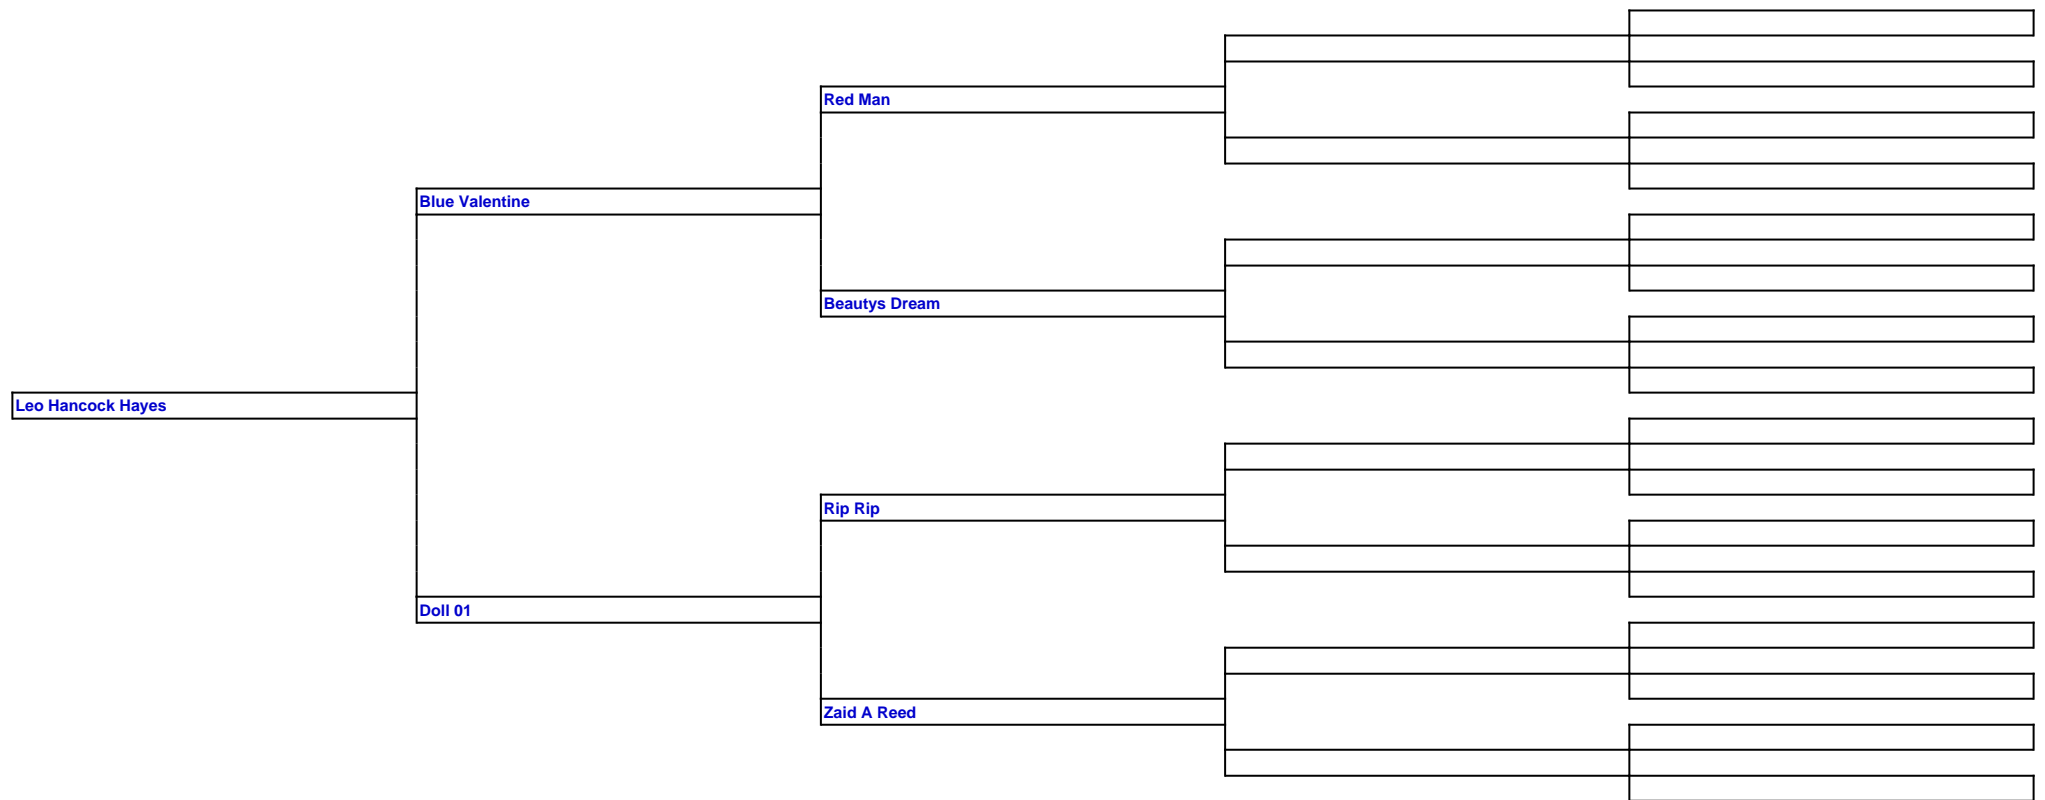 Red Man
Blue Valentine
Beautys Dream
Leo Hancock Hayes
Rip Rip
Doll 01
Zaid A Reed